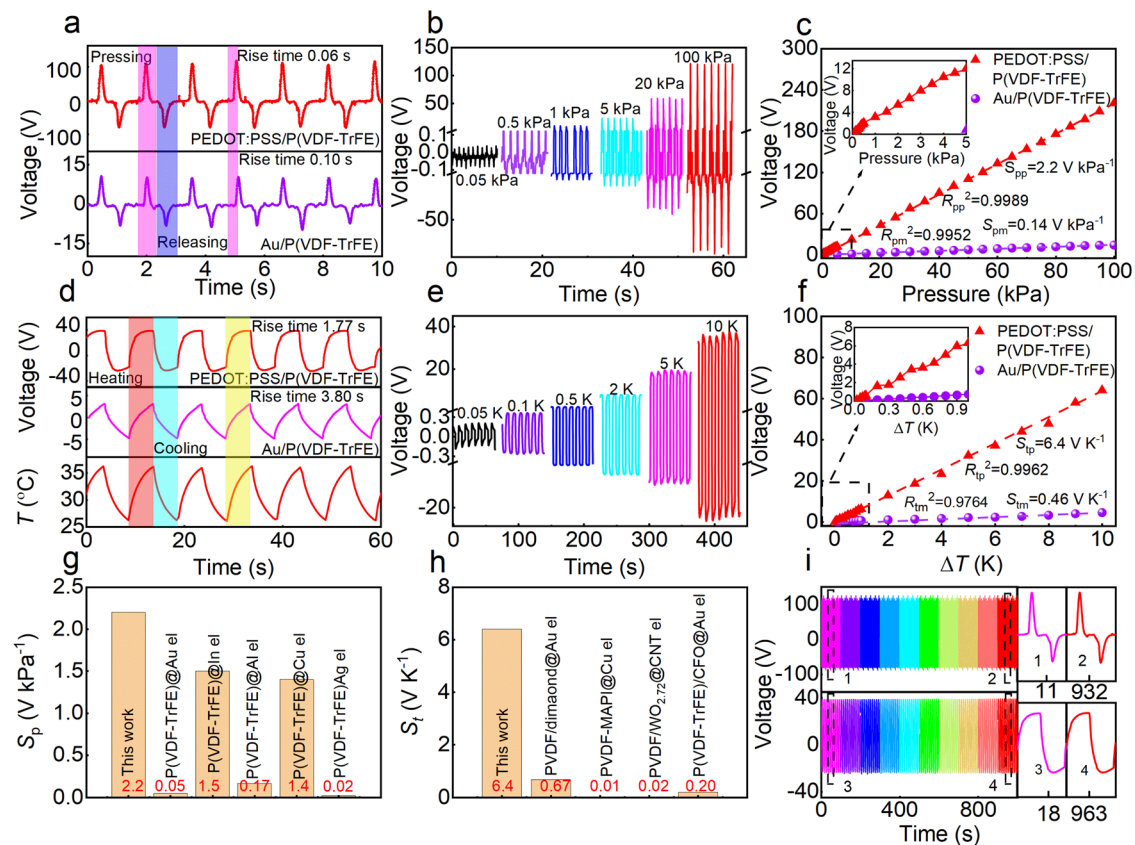 a
Voltage (V)
100
0
-100
Pressing
Rise time 0.06 s
PEDOT:PSS/P(VDF-TrFE)
15
0
-15
Rise time 0.10 s
Releasing
Au/P(VDF-TrFE)
0 2 4 6 8 10
Time (s)
b
Voltage (V)
100
50
0.1
0.0
-0.1
-50
0.05 kPa
0.5 kPa
1 kPa
5 kPa
20 kPa
100 kPa
0 20 40 60
Time (s)
c
Voltage (V)
300
240
180
120
60
0
PEDOT:PSS/
P(VDF-TrFE)
Au/P(VDF-TrFE)
Voltage (V)
12
8
4
0
0 1 2 3 4 5
Pressure (kPa)
Spp=2.2 V kPa-1
Rpp2=0.9989
Spm=0.14 V kPa-1
Rpm2=0.9952
0 20 40 60 80 100
Pressure (kPa)
d
Voltage (V)
40
0
-40
Rise time 1.77 s
Heating
PEDOT:PSS/P(VDF-TrFE)
5
0
-5
Rise time 3.80 s
Cooling
Au/P(VDF-TrFE)
T (°C)
35
30
25
0 20 40 60
Time (s)
e
Voltage (V)
40
20
0.3
0.0
-0.3
-20
0.05 K
0.1 K
0.5 K
2 K
5 K
10 K
0 100 200 300 400
Time (s)
f
Voltage (V)
100
80
60
40
20
0
PEDOT:PSS/
P(VDF-TrFE)
Au/P(VDF-TrFE)
Voltage (V)
8
6
4
2
0
0.0 0.3 0.6 0.9
ΔT (K)
Stp=6.4 V K-1
Rtp2=0.9962
Rtm2=0.9764
Stm=0.46 V K-1
0 2 4 6 8 10
ΔT (K)
g
Sp (V kPa-1)
2.5
2.0
1.5
1.0
0.5
0.0
This work
P(VDF-TrFE)@Au el
P(VDF-TrFE)@In el
P(VDF-TrFE)@Al el
P(VDF-TrFE)@Cu el
P(VDF-TrFE)Ag el
2.2 0.05 1.5 0.17 1.4 0.02
h
St (V K-1)
9
6
3
0
This work
PVDF/dimaond@Au el
PVDF-MAPI@Cu el
PVDF/WO2.72@CNT el
P(VDF-TrFE)/CFO@Au el
6.4 0.67 0.01 0.02 0.20
i
Voltage (V)
100
0
-100
1 2
1 2
11 932
40
0
-40
3 4
3 4
0 400 800
18 963
Time (s)